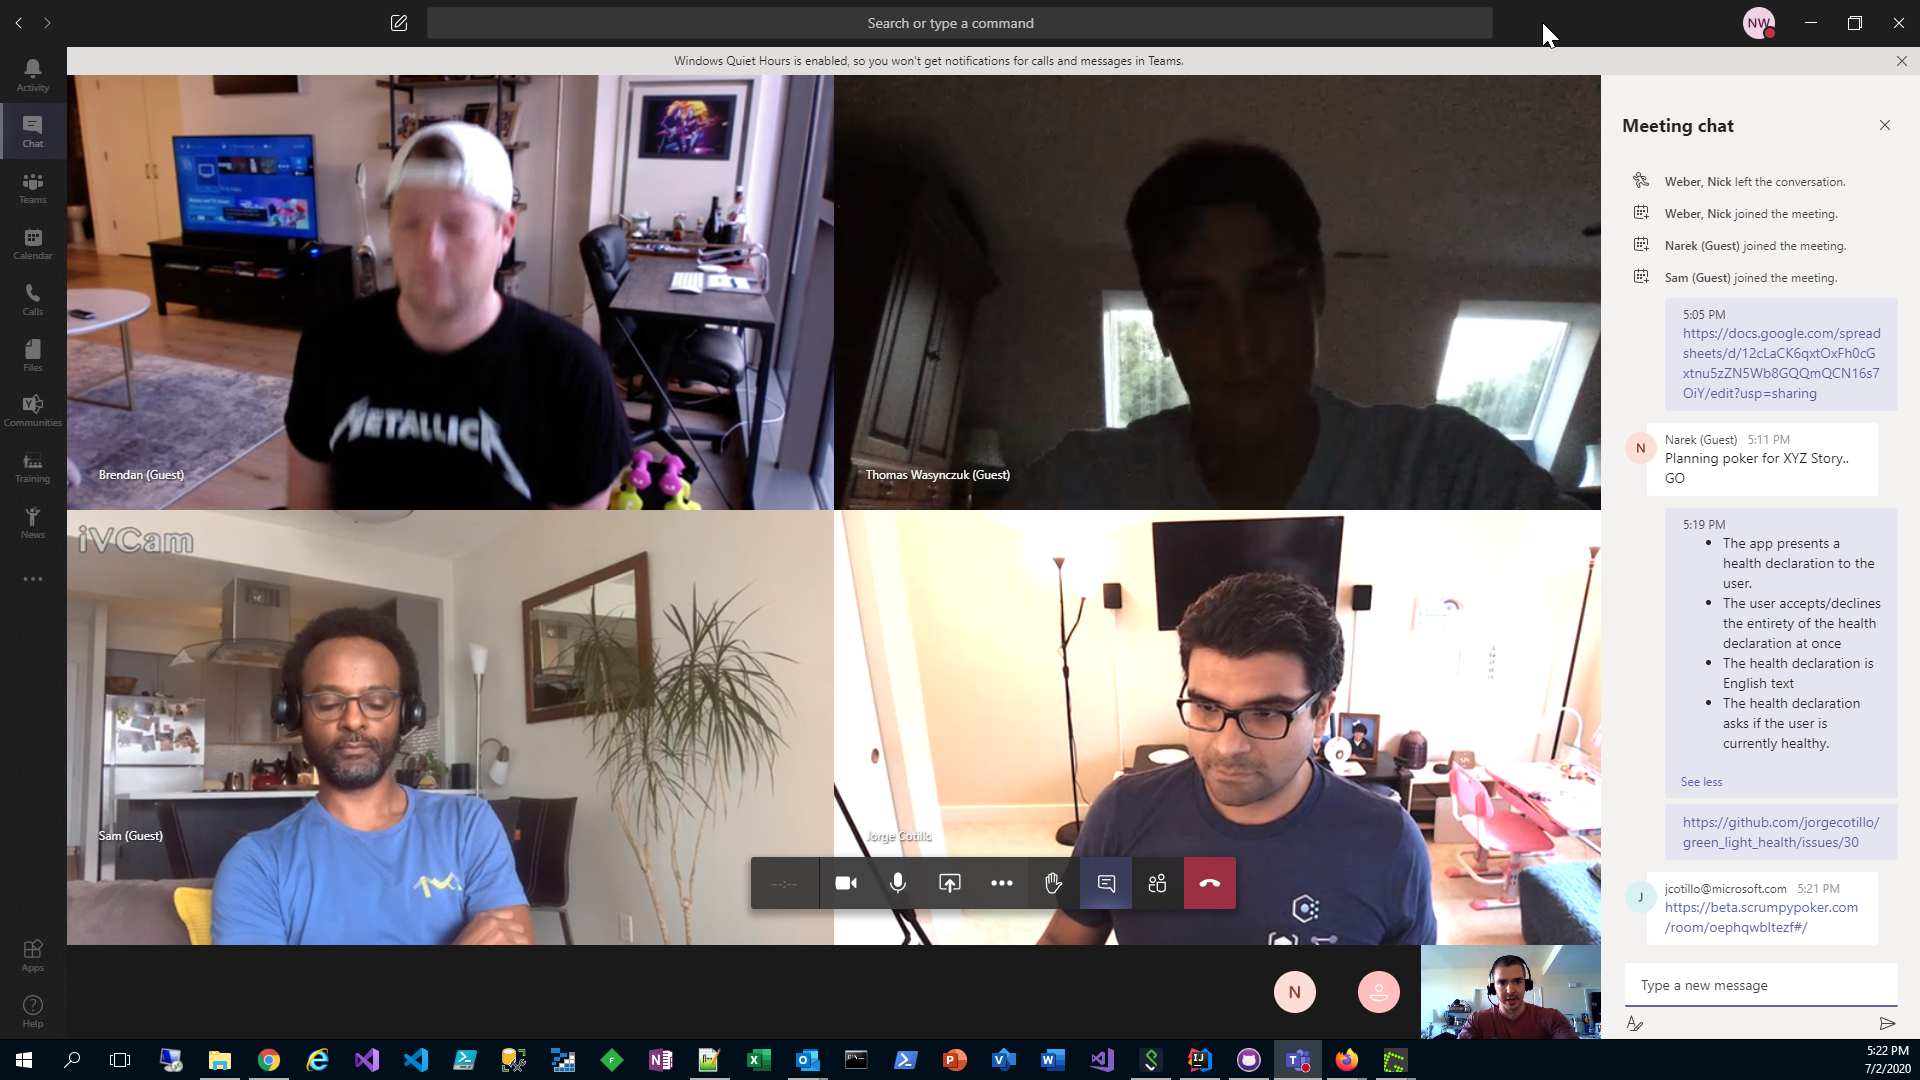 Search or type a command
NW
Windows Quiet Hours is enabled, so you won't get notifications for calls and messages in Teams.
Activity
Chat
Teams
Calendar
Calls
Files
Communities
Training
News
Apps
Help
METALLICA
Brendan (Guest)
Thomas Wasynczuk (Guest)
iVCam
Sam (Guest)
Jorge Cotillo
--:--
N
Meeting chat
Weber, Nick left the conversation.
Weber, Nick joined the meeting.
Narek (Guest) joined the meeting.
Sam (Guest) joined the meeting.
5:05 PM
https://docs.google.com/spread
sheets/d/12cLaCK6qxtOxFh0cG
xtnu5zZN5Wb8GQQmQCN16s7
OiY/edit?usp=sharing
N
Narek (Guest) 5:11 PM
Planning poker for XYZ Story..
GO
5:19 PM
• The app presents a
health declaration to the
user.
• The user accepts/declines
the entirety of the health
declaration at once
• The health declaration is
English text
• The health declaration
asks if the user is
currently healthy.
See less
https://github.com/jorgecotillo/
green_light_health/issues/30
J
jcotillo@microsoft.com 5:21 PM
https://beta.scrumpypoker.com
/room/oephqwbltezf#/
Type a new message
5:22 PM
7/2/2020